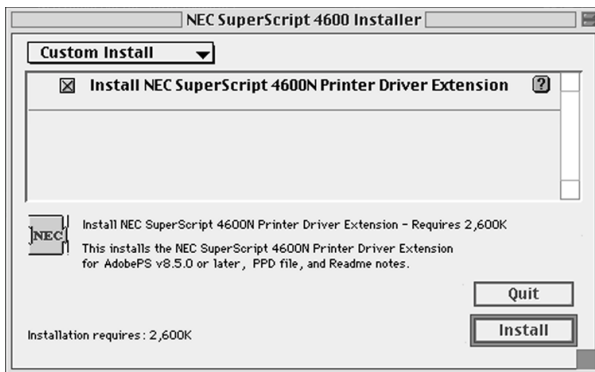 NEC SuperScript 4600 Installer
Custom Install
Install NEC SuperScript 4600N Printer Driver Extension ?
NEC
Install NEC SuperScript 4600N Printer Driver Extension - Requires 2,600K
This installs the NEC SuperScript 4600N Printer Driver Extension
for AdobePS v8.5.0 or later, PPD file, and Readme notes.
Quit
Installation requires: 2,600K
Install